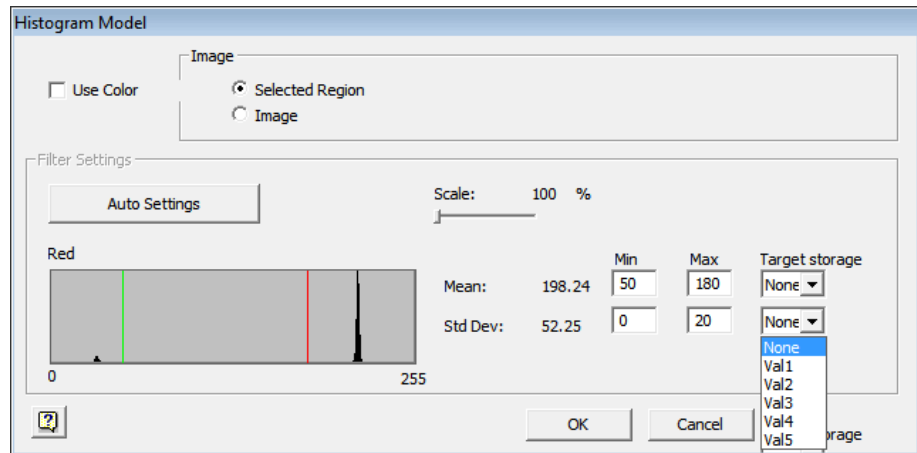 Histogram Model
Image
Use Color
Selected Region
Image
Filter Settings
Auto Settings
Scale: 100 %
Red
Min Max Target storage
Mean: 198.24 50 180 None
Std Dev: 52.25 0 20 None
None
Val1
Val2
Val3
Val4
Val5
0 255
OK Cancel